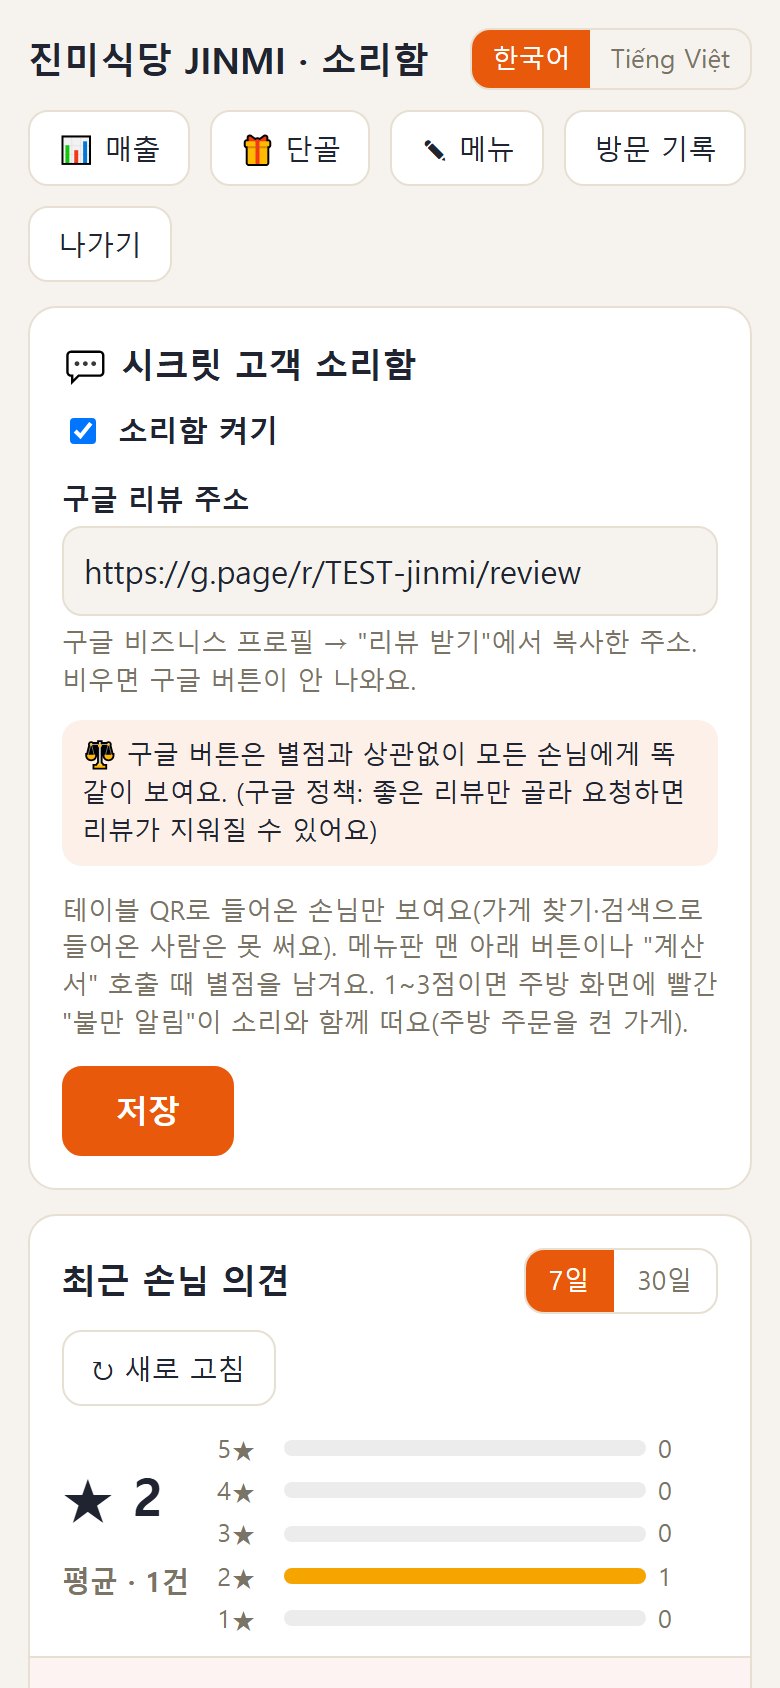 진미식당 JINMI · 소리함
한국어 Tiếng Việt
📊 매출 🎁 단골 ✏ 메뉴 방문 기록
나가기
💬 시크릿 고객 소리함
소리함 켜기
구글 리뷰 주소
https://g.page/r/TEST-jinmi/review
구글 비즈니스 프로필 → "리뷰 받기"에서 복사한 주소.
비우면 구글 버튼이 안 나와요.
⚖ 구글 버튼은 별점과 상관없이 모든 손님에게 똑
같이 보여요. (구글 정책: 좋은 리뷰만 골라 요청하면
리뷰가 지워질 수 있어요)
테이블 QR로 들어온 손님만 보여요(가게 찾기·검색으로
들어온 사람은 못 써요). 메뉴판 맨 아래 버튼이나 "계산
서" 호출 때 별점을 남겨요. 1~3점이면 주방 화면에 빨간
"불만 알림"이 소리와 함께 떠요(주방 주문을 켠 가게).
저장
최근 손님 의견
7일 30일
↻ 새로 고침
★ 2
평균 · 1건
5★ 0
4★ 0
3★ 0
2★ 1
1★ 0